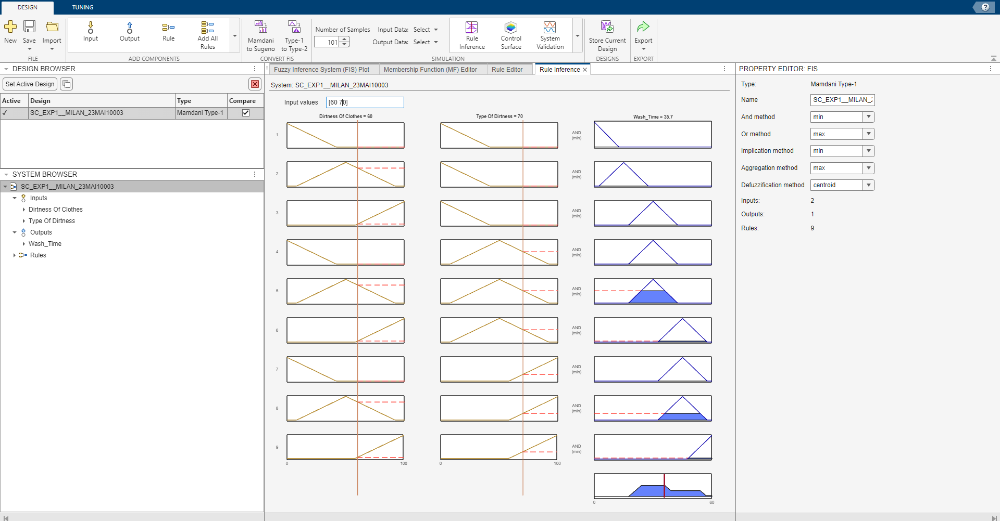 DESIGN
TUNING
?
New
Save
Import
Input
Output
Rule
Add All
Rules
Mamdani
to Sugeno
Type-1
to Type-2
Number of Samples
101
Input Data:
Select
Output Data:
Select
Rule
Inference
Control
Surface
System
Validation
Store Current
Design
Export
FILE
ADD COMPONENTS
CONVERT FIS
SIMULATION
DESIGNS
EXPORT
DESIGN BROWSER
Set Active Design
Active
Design
Type
Compare
SC_EXP1__MILAN_23MAI10003
Mamdani Type-1
SYSTEM BROWSER
SC_EXP1__MILAN_23MAI10003
Inputs
Dirtness Of Clothes
Type Of Dirtness
Outputs
Wash_Time
Rules
Fuzzy Inference System (FIS) Plot
Membership Function (MF) Editor
Rule Editor
Rule Inference
System: SC_EXP1__MILAN_23MAI10003
Input values
[60 70]
Dirtness Of Clothes = 60
Type Of Dirtness = 70
Wash_Time = 35.7
1
AND
(min)
2
AND
(min)
3
AND
(min)
4
AND
(min)
5
AND
(min)
6
AND
(min)
7
AND
(min)
8
AND
(min)
9
AND
(min)
0
100
0
100
0
60
PROPERTY EDITOR: FIS
Type:
Mamdani Type-1
Name
SC_EXP1__MILAN_
And method
min
Or method
max
Implication method
min
Aggregation method
max
Defuzzification method
centroid
Inputs:
2
Outputs:
1
Rules:
9